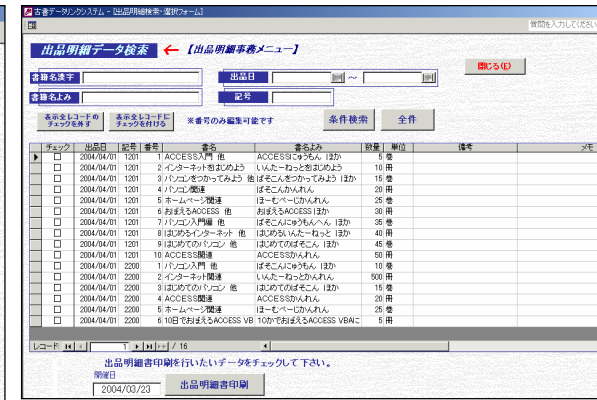 古書データリンクシステム - [出品明細検索・選択フォーム]
質問を入力してください
出品明細データ検索 ← 【出品明細事務メニュー】
閉じる(E)
書籍名漢字 出品日 ～
書籍名よみ 記号
表示全レコードのチェックを外す 表示全レコードにチェックを付ける ※番号のみ編集可能です 条件検索 全件
チェック 出品日 記号 番号 書名 書名よみ 数量 単位 備考 メモ
2004/04/01 1201 1 ACCESS入門 他 ACCESSにゅうもん ほか 5 巻
2004/04/01 1201 2 インターネット宮はじめよう いんたーねっと宮はじめよう 10 冊
2004/04/01 1201 3 パソコンをつかってみよう 他 ぱそこんをつかってみよう ほか 15 巻
2004/04/01 1201 4 パソコン関連 ぱそこんかんれん 20 冊
2004/04/01 1201 5 ホームページ関連 ほーむぺーじかんれん 25 巻
2004/04/01 1201 6 おぼえるACCESS 他 おぼえるACCESS ほか 30 冊
2004/04/01 1201 7 パソコン入門編 他 ぱそこんにゅうもんへん ほか 35 巻
2004/04/01 1201 8 はじめるインターネット 他 はじめるいんたーねっと ほか 40 冊
2004/04/01 1201 9 はじめてのパソコン 他 はじめてのぱそこん ほか 45 巻
2004/04/01 1201 10 ACCESS関連 ACCESSかんれん 50 冊
2004/04/01 2200 1 パソコン入門 他 ぱそこんにゅうもん ほか 10 巻
2004/04/01 2200 2 インターネット関連 いんたーねっとかんれん 500 冊
2004/04/01 2200 3 はじめてのパソコン 他 はじめてのぱそこん ほか 15 巻
2004/04/01 2200 4 ACCESS関連 ACCESSかんれん 20 冊
2004/04/01 2200 5 ホームページ関連 ほーむぺーじかんれん 25 巻
2004/04/01 2200 6 10日でおぼえるACCESS VB 10かでおぼえるACCESS VBAに 5 冊
レコード: 1 / 16
出品明細書印刷を行いたいデータをチェックして下さい。
開催日
2004/03/23 出品明細書印刷